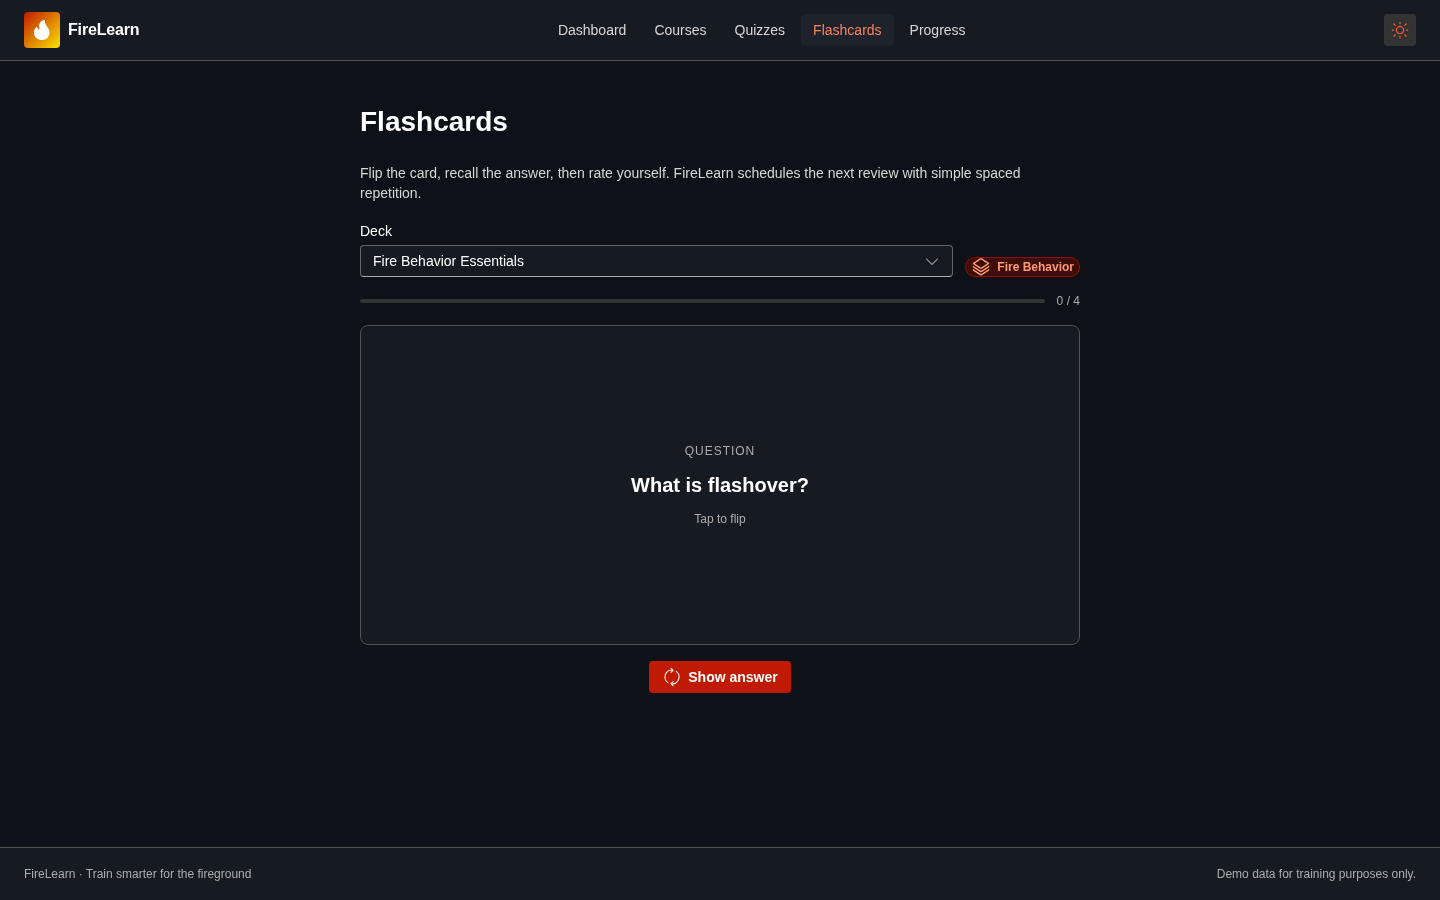 FireLearn
Dashboard
Courses
Quizzes
Flashcards
Progress
Flashcards
Flip the card, recall the answer, then rate yourself. FireLearn schedules the next review with simple spaced
repetition.
Deck
Fire Behavior Essentials
Fire Behavior
0 / 4
QUESTION
What is flashover?
Tap to flip
Show answer
FireLearn · Train smarter for the fireground
Demo data for training purposes only.